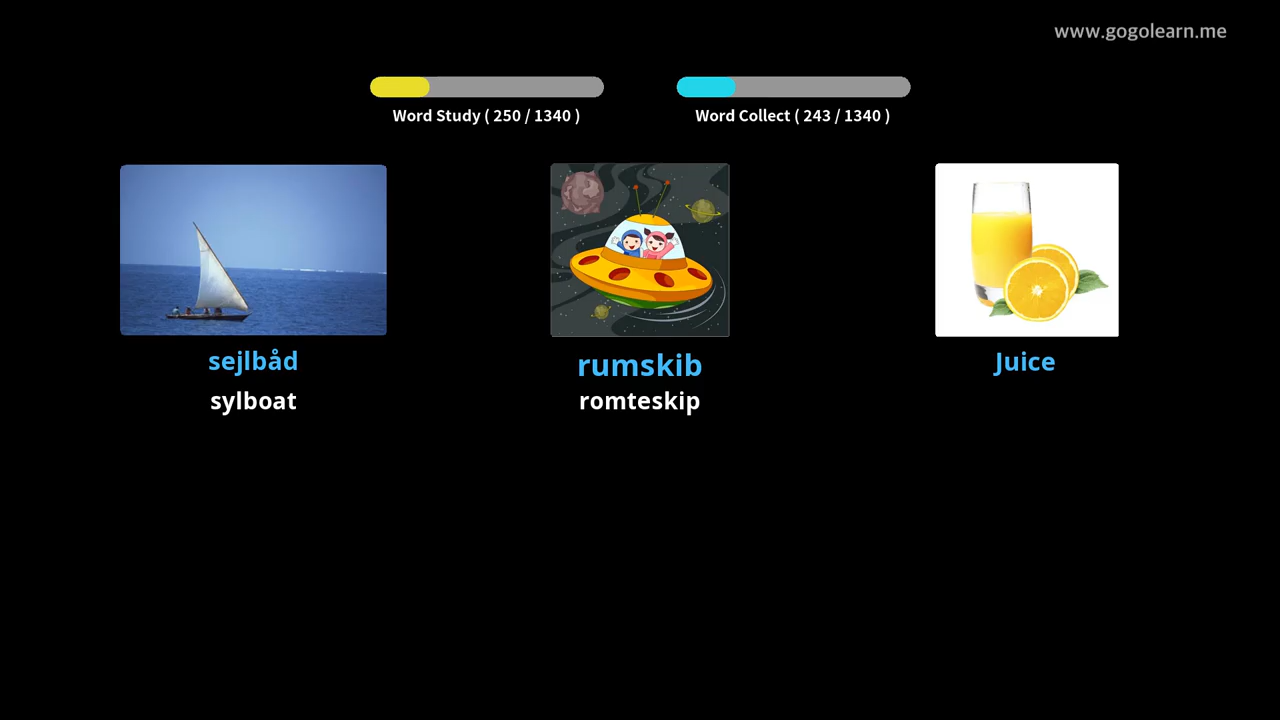 www.gogolearn.me
Word Study ( 250 / 1340 )
Word Collect ( 243 / 1340 )
sejlbåd
sylboat
rumskib
romteskip
Juice